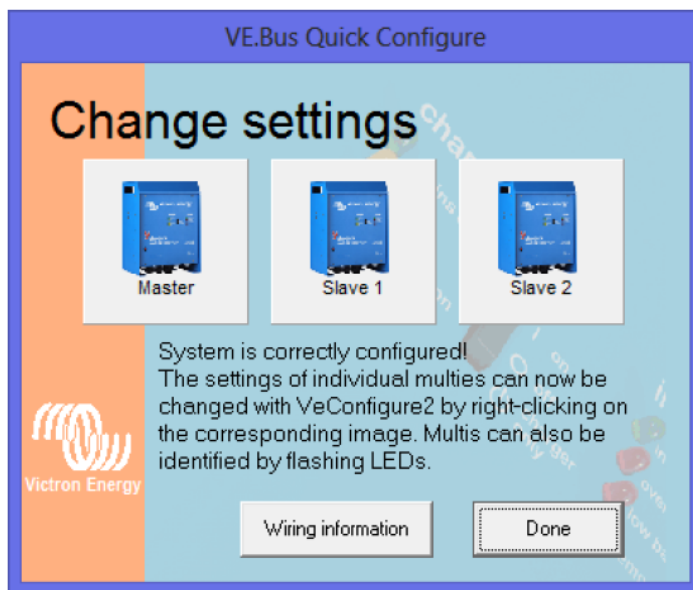 VE.Bus Quick Configure
Change settings
Master
Slave 1
Slave 2
System is correctly configured!
The settings of individual multies can now be
changed with VeConfigure2 by right-clicking on
the corresponding image. Multis can also be
identified by flashing LEDs.
Victron Energy
Wiring information
Done